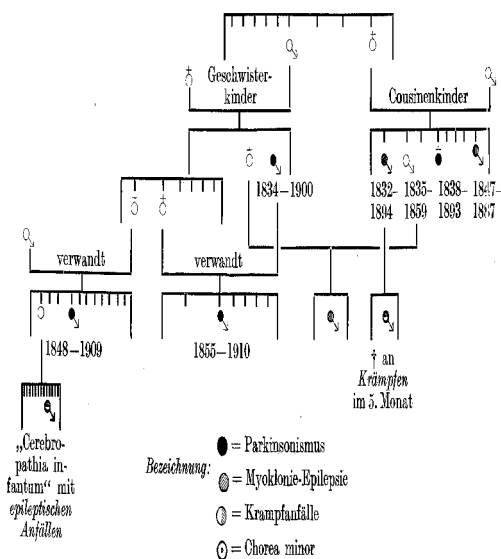 Geschwister-
kinder
Cousinenkinder
1834—1900
1832–
1894
1835–
1859
1838–
1893
1847–
1887
verwandt
verwandt
1848—1909
1855—1910
† an
Krämpfen
im 5. Monat
„Cerebro-
pathia in-
fantum“ mit
epileptischen
Anfällen
Bezeichnung:
= Parkinsonismus
= Myoklonie-Epilepsie
= Krampfanfälle
= Chorea minor